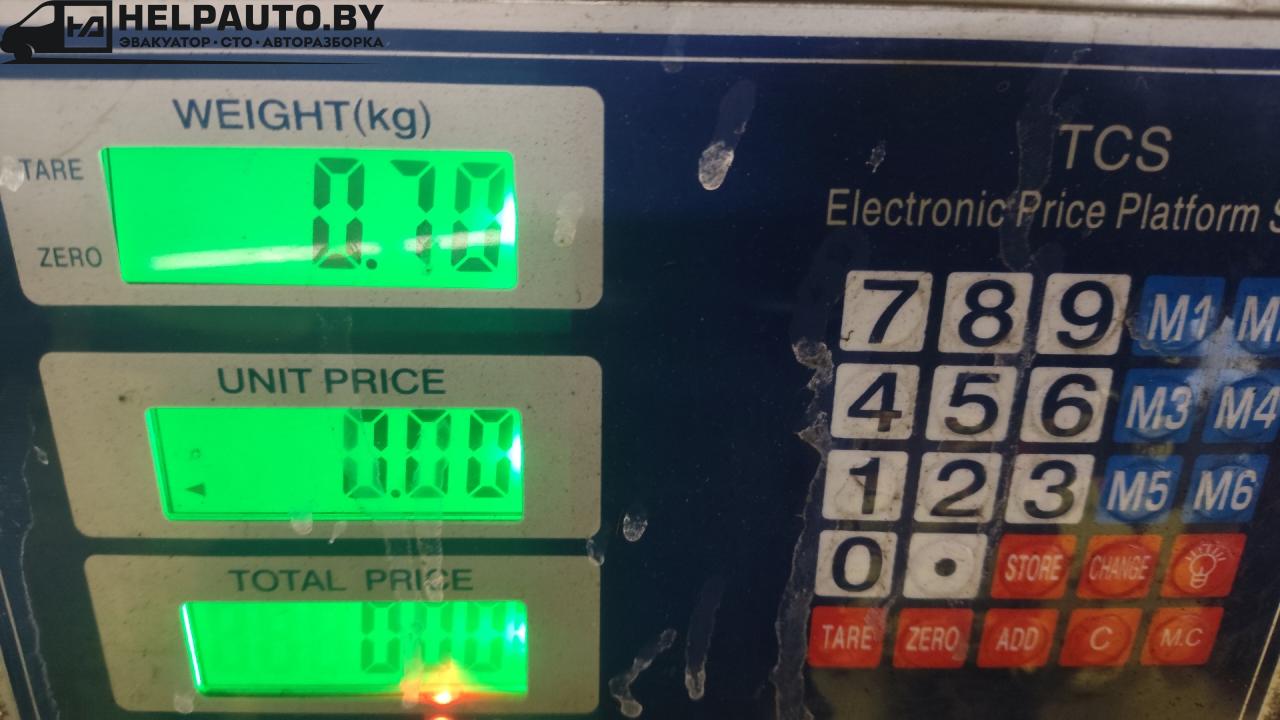 HELPAUTO.BY
ЭВАКУАТОР • СТО • АВТОРАЗБОРКА
WEIGHT(kg)
TARE
0.70
ZERO
UNIT PRICE
0.00
TOTAL PRICE
0.00
TCS
Electronic Price Platform
7 8 9 M1
4 5 6 M3 M4
1 2 3 M5 M6
0 . STORE CHANGE
TARE ZERO ADD C M.C